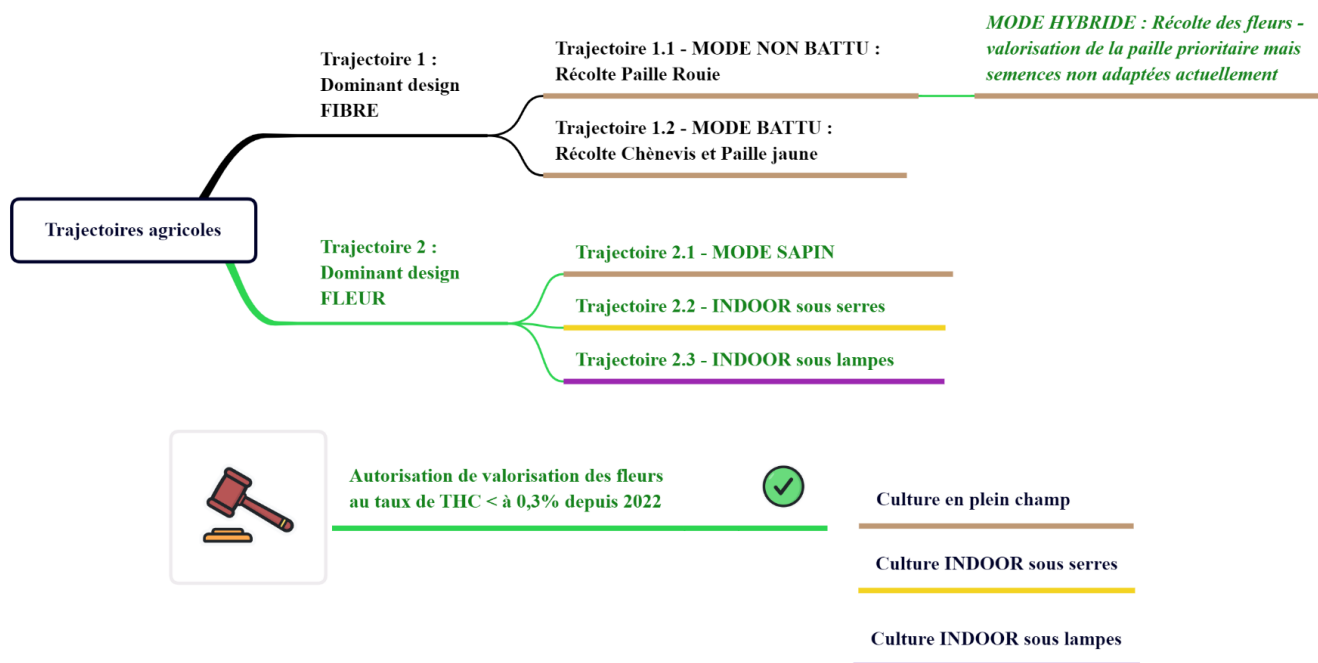 MODE HYBRIDE : Récolte des fleurs -
valorisation de la paille prioritaire mais
semences non adaptées actuellement
Trajectoire 1.1 - MODE NON BATTU :
Récolte Paille Rouie
Trajectoire 1 :
Dominant design
FIBRE
Trajectoire 1.2 - MODE BATTU :
Récolte Chènevis et Paille jaune
Trajectoires agricoles
Trajectoire 2 :
Dominant design
FLEUR
Trajectoire 2.1 - MODE SAPIN
Trajectoire 2.2 - INDOOR sous serres
Trajectoire 2.3 - INDOOR sous lampes
Autorisation de valorisation des fleurs
au taux de THC < à 0,3% depuis 2022
Culture en plein champ
Culture INDOOR sous serres
Culture INDOOR sous lampes